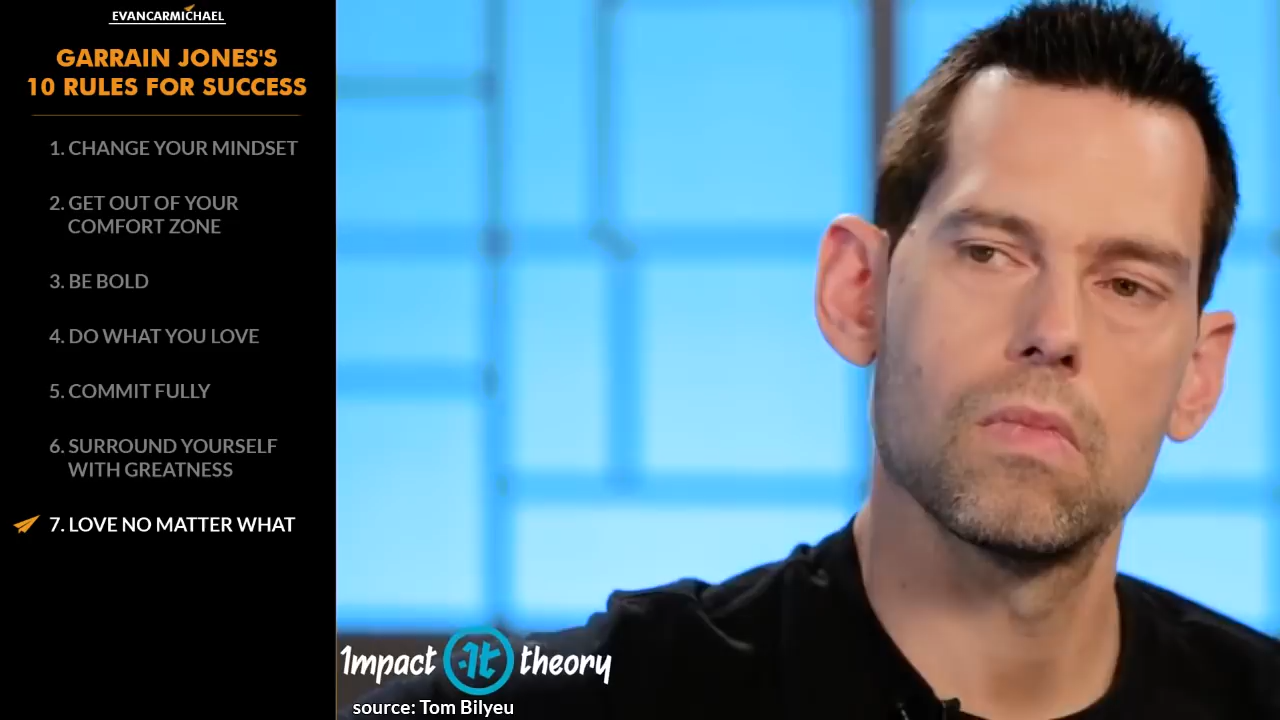 EVANCARMICHAEL
GARRAIN JONES'S
10 RULES FOR SUCCESS
1. CHANGE YOUR MINDSET
2. GET OUT OF YOUR
COMFORT ZONE
3. BE BOLD
4. DO WHAT YOU LOVE
5. COMMIT FULLY
6. SURROUND YOURSELF
WITH GREATNESS
7. LOVE NO MATTER WHAT
1mpact 1t theory
source: Tom Bilyeu